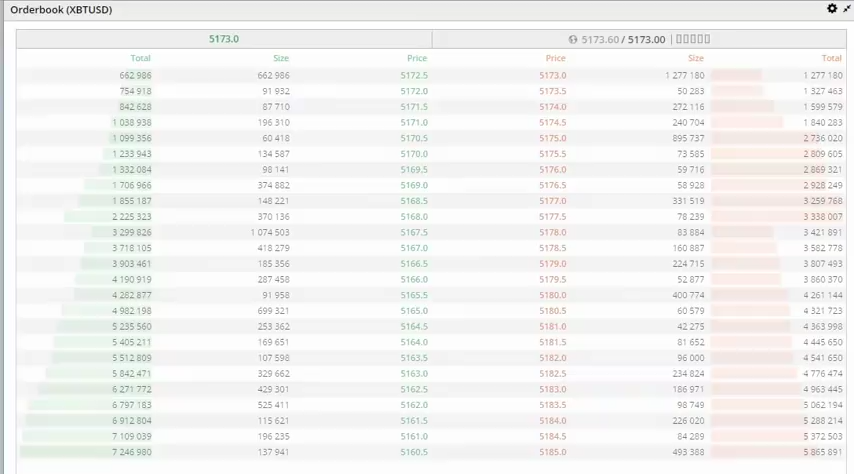 Orderbook (XBTUSD)
5173.0 5173.60 / 5173.00 |
Total Size Price Price Size Total
662 986 662 986 5172.5 5173.0 1 277 180 1 277 180
754 918 91 932 5172.0 5173.5 50 283 1 327 463
842 628 87 710 5171.5 5174.0 272 116 1 599 579
1 038 938 196 310 5171.0 5174.5 240 704 1 840 283
1 099 356 60 418 5170.5 5175.0 895 737 2 736 020
1 233 943 134 587 5170.0 5175.5 73 585 2 809 605
1 332 084 98 141 5169.5 5176.0 59 716 2 869 321
1 706 966 374 882 5169.0 5176.5 58 928 2 928 249
1 855 187 148 221 5168.5 5177.0 331 519 3 259 768
2 225 323 370 136 5168.0 5177.5 78 239 3 338 007
3 299 826 1 074 503 5167.5 5178.0 83 884 3 421 891
3 718 105 418 279 5167.0 5178.5 160 887 3 582 778
3 903 461 185 356 5166.5 5179.0 224 715 3 807 493
4 190 919 287 458 5166.0 5179.5 52 877 3 860 370
4 282 877 91 958 5165.5 5180.0 400 774 4 261 144
4 982 198 699 321 5165.0 5180.5 60 579 4 321 723
5 235 560 253 362 5164.5 5181.0 42 275 4 363 998
5 405 211 169 651 5164.0 5181.5 81 652 4 445 650
5 512 809 107 598 5163.5 5182.0 96 000 4 541 650
5 842 471 329 662 5163.0 5182.5 234 824 4 776 474
6 271 772 429 301 5162.5 5183.0 186 971 4 963 445
6 797 183 525 411 5162.0 5183.5 98 749 5 062 194
6 912 804 115 621 5161.5 5184.0 226 020 5 288 214
7 109 039 196 235 5161.0 5184.5 84 289 5 372 503
7 246 980 137 941 5160.5 5185.0 493 388 5 865 891